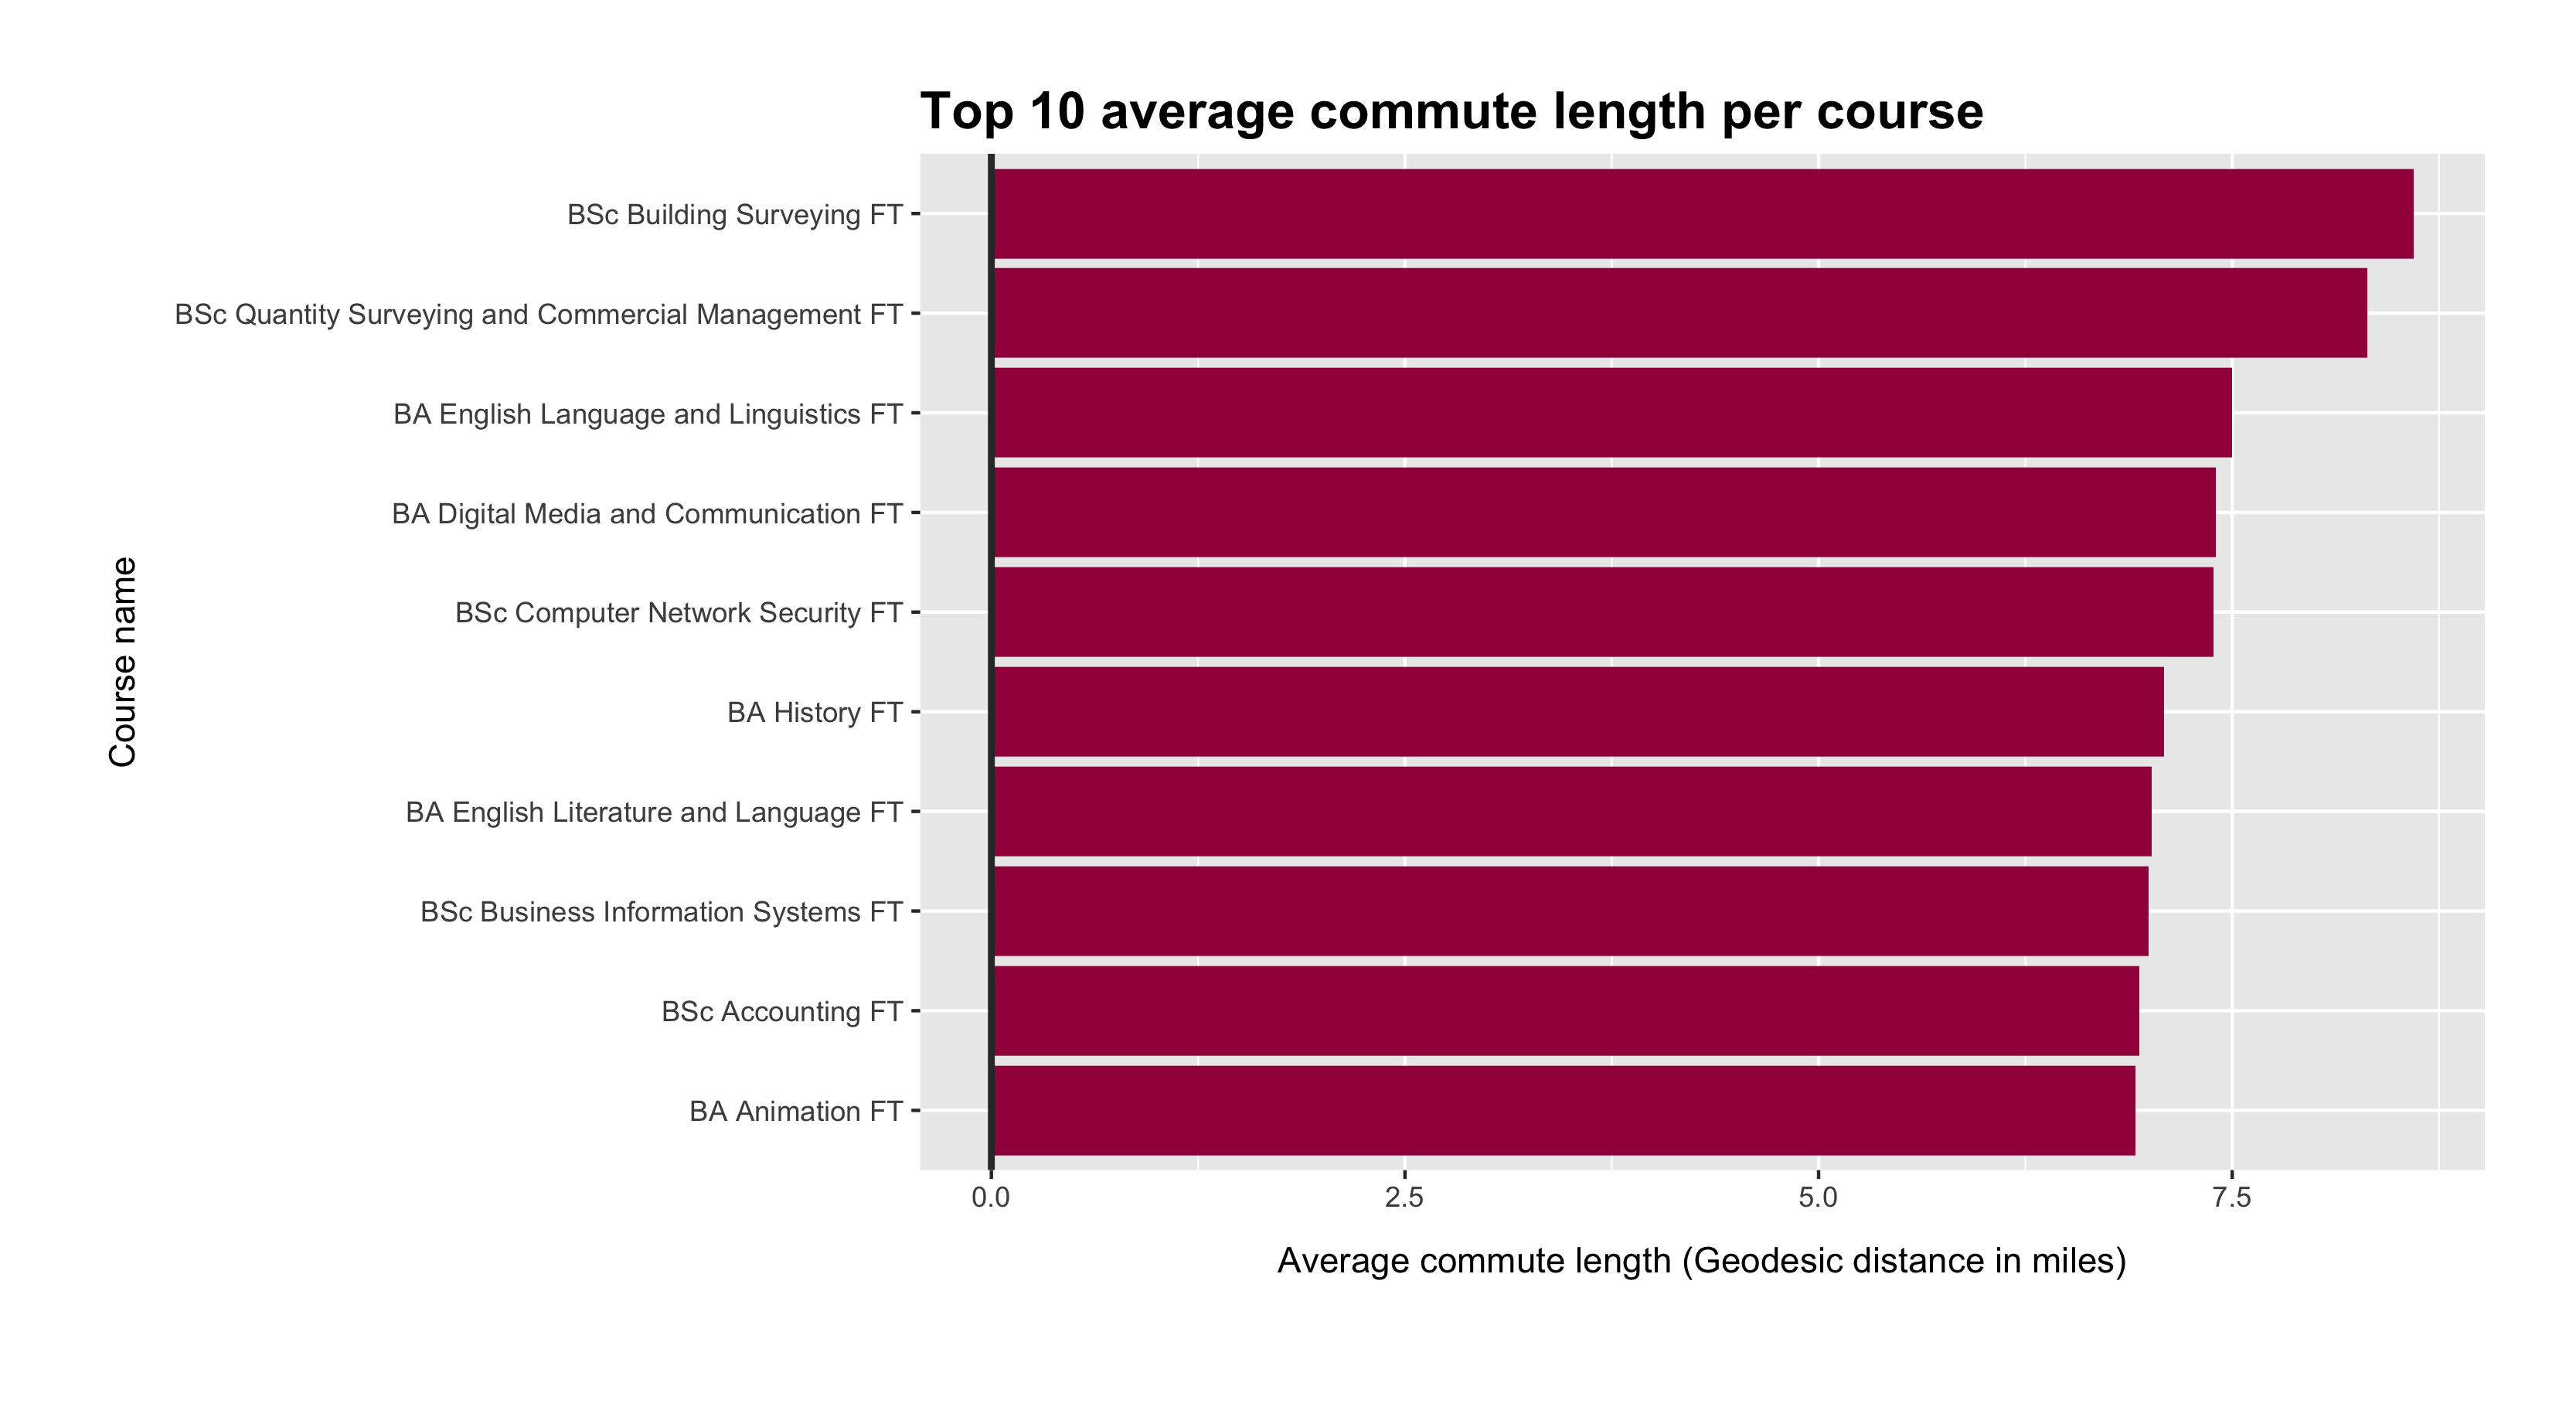 Top 10 average commute length per course
BSc Building Surveying FT
BSc Quantity Surveying and Commercial Management FT
BA English Language and Linguistics FT
BA Digital Media and Communication FT
BSc Computer Network Security FT
BA History FT
BA English Literature and Language FT
BSc Business Information Systems FT
BSc Accounting FT
BA Animation FT
Course name
0.0 2.5 5.0 7.5
Average commute length (Geodesic distance in miles)